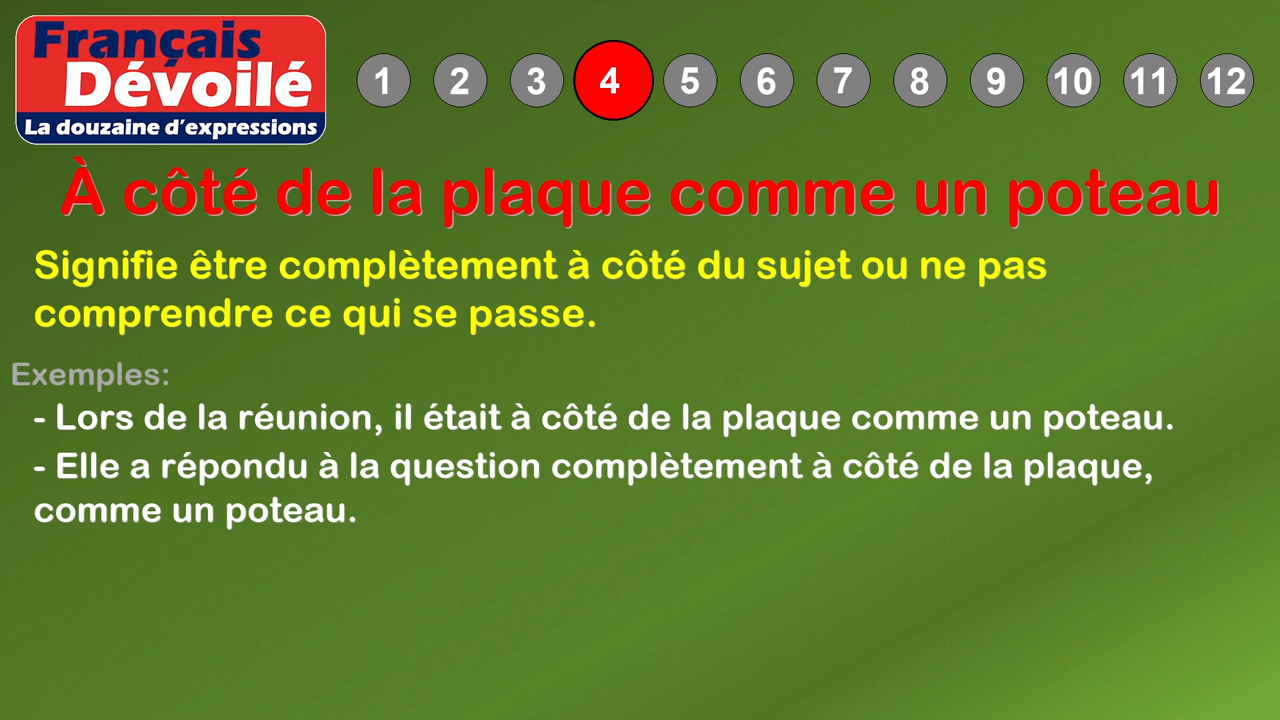 Français
Dévoilé
La douzaine d'expressions
1 2 3 4 5 6 7 8 9 10 11 12
À côté de la plaque comme un poteau
Signifie être complètement à côté du sujet ou ne pas
comprendre ce qui se passe.
Exemples:
- Lors de la réunion, il était à côté de la plaque comme un poteau.
- Elle a répondu à la question complètement à côté de la plaque,
comme un poteau.